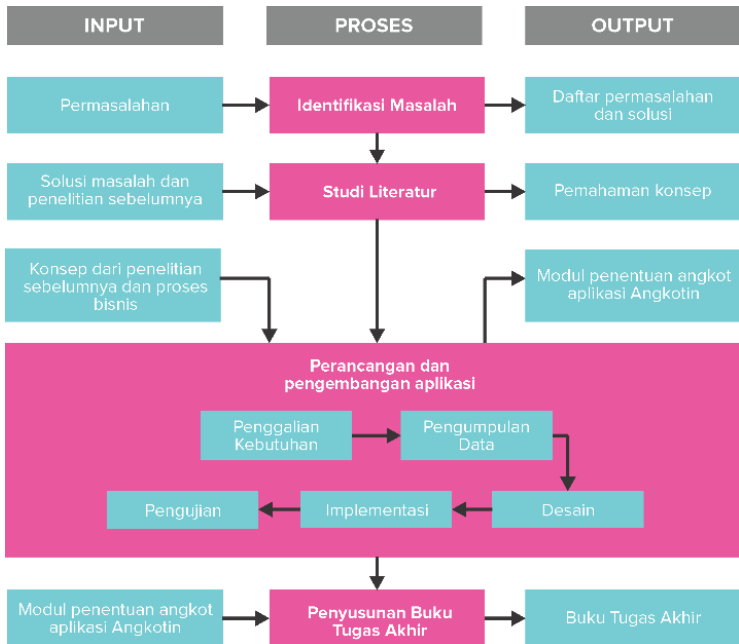 INPUT
PROSES
OUTPUT
Permasalahan
Identifikasi Masalah
Daftar permasalahan
dan solusi
Solusi masalah dan
penelitian sebelumnya
Studi Literatur
Pemahaman konsep
Konsep dari penelitian
sebelumnya dan proses
bisnis
Modul penentuan angkot
aplikasi Angkotin
Perancangan dan
pengembangan aplikasi
Penggalian
Kebutuhan
Pengumpulan
Data
Pengujian
Implementasi
Desain
Modul penentuan angkot
aplikasi Angkotin
Penyusunan Buku
Tugas Akhir
Buku Tugas Akhir